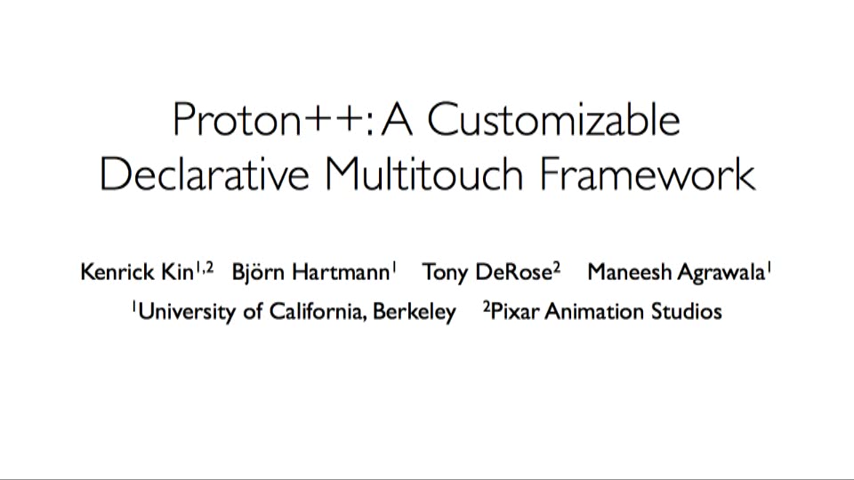 Proton++: A Customizable
Declarative Multitouch Framework
Kenrick Kin¹,² Björn Hartmann¹ Tony DeRose² Maneesh Agrawala¹
¹University of California, Berkeley ²Pixar Animation Studios